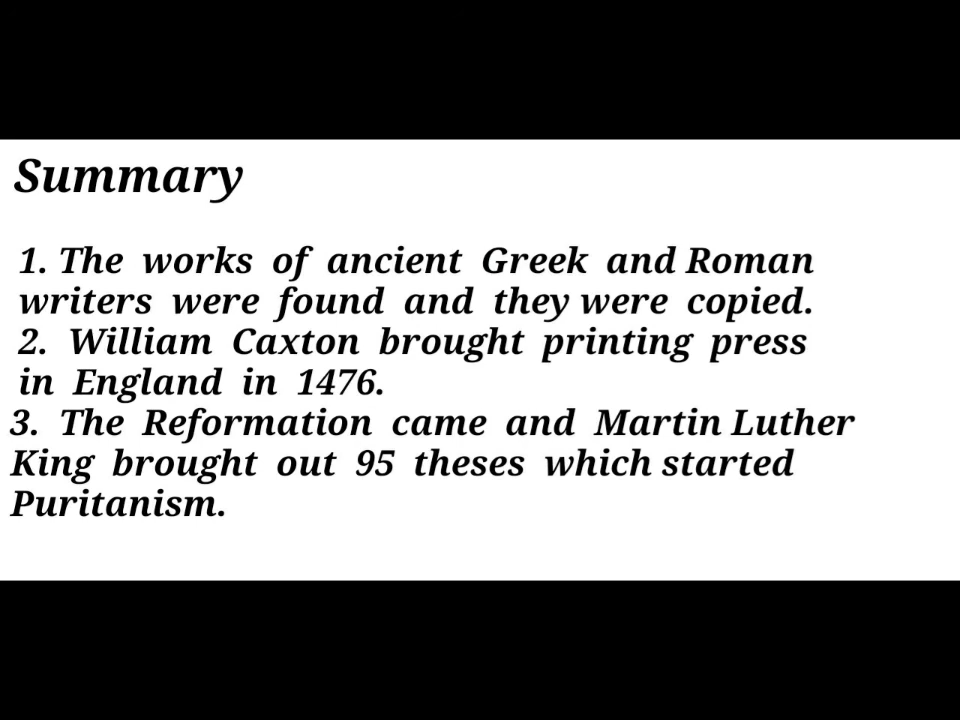 Summary
1. The works of ancient Greek and Roman
writers were found and they were copied.
2. William Caxton brought printing press
in England in 1476.
3. The Reformation came and Martin Luther
King brought out 95 theses which started
Puritanism.